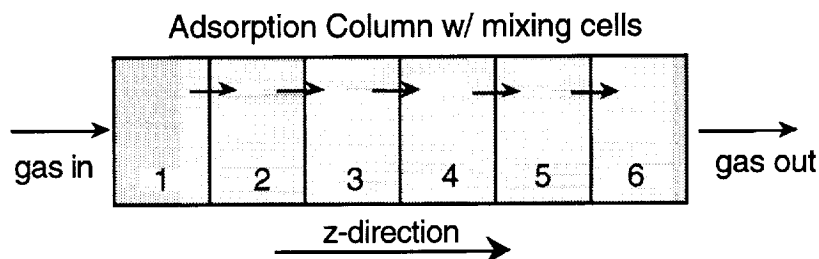 Adsorption Column w/ mixing cells
gas in
1 2 3 4 5 6
gas out
z-direction